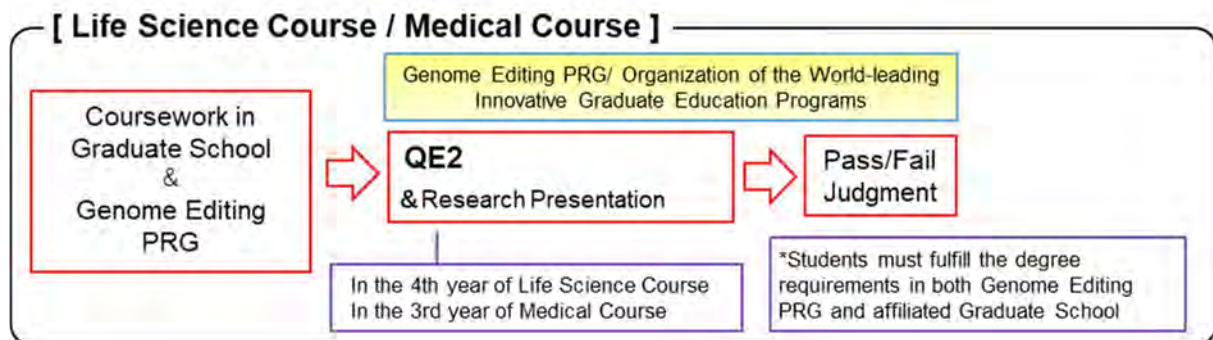 [ Life Science Course / Medical Course ]
Genome Editing PRG/ Organization of the World-leading
Innovative Graduate Education Programs
Coursework in
Graduate School
&
Genome Editing
PRG
QE2
& Research Presentation
Pass/Fail
Judgment
In the 4th year of Life Science Course
In the 3rd year of Medical Course
*Students must fulfill the degree
requirements in both Genome Editing
PRG and affiliated Graduate School